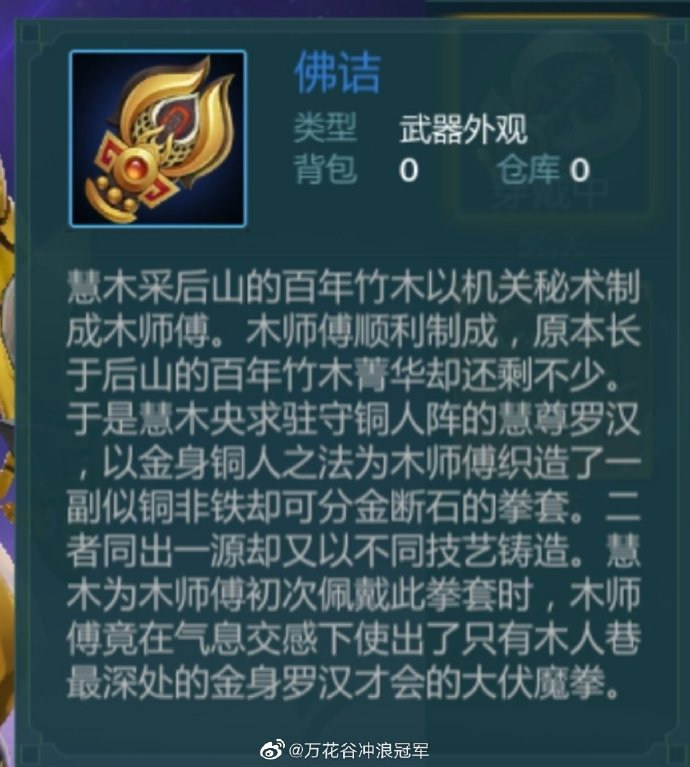 佛诘
类型 武器外观
背包 0 仓库 0
慧木采后山的百年竹木以机关秘术制
成木师傅。木师傅顺利制成，原本长
于后山的百年竹木菁华却还剩不少。
于是慧木央求驻守铜人阵的慧尊罗汉
，以金身铜人之法为木师傅织造了一
副似铜非铁却可分金断石的拳套。二
者同出一源却又以不同技艺铸造。慧
木为木师傅初次佩戴此拳套时，木师
傅竟在气息交感下使出了只有木人巷
最深处的金身罗汉才会的大伏魔拳。
@万花谷冲浪冠军